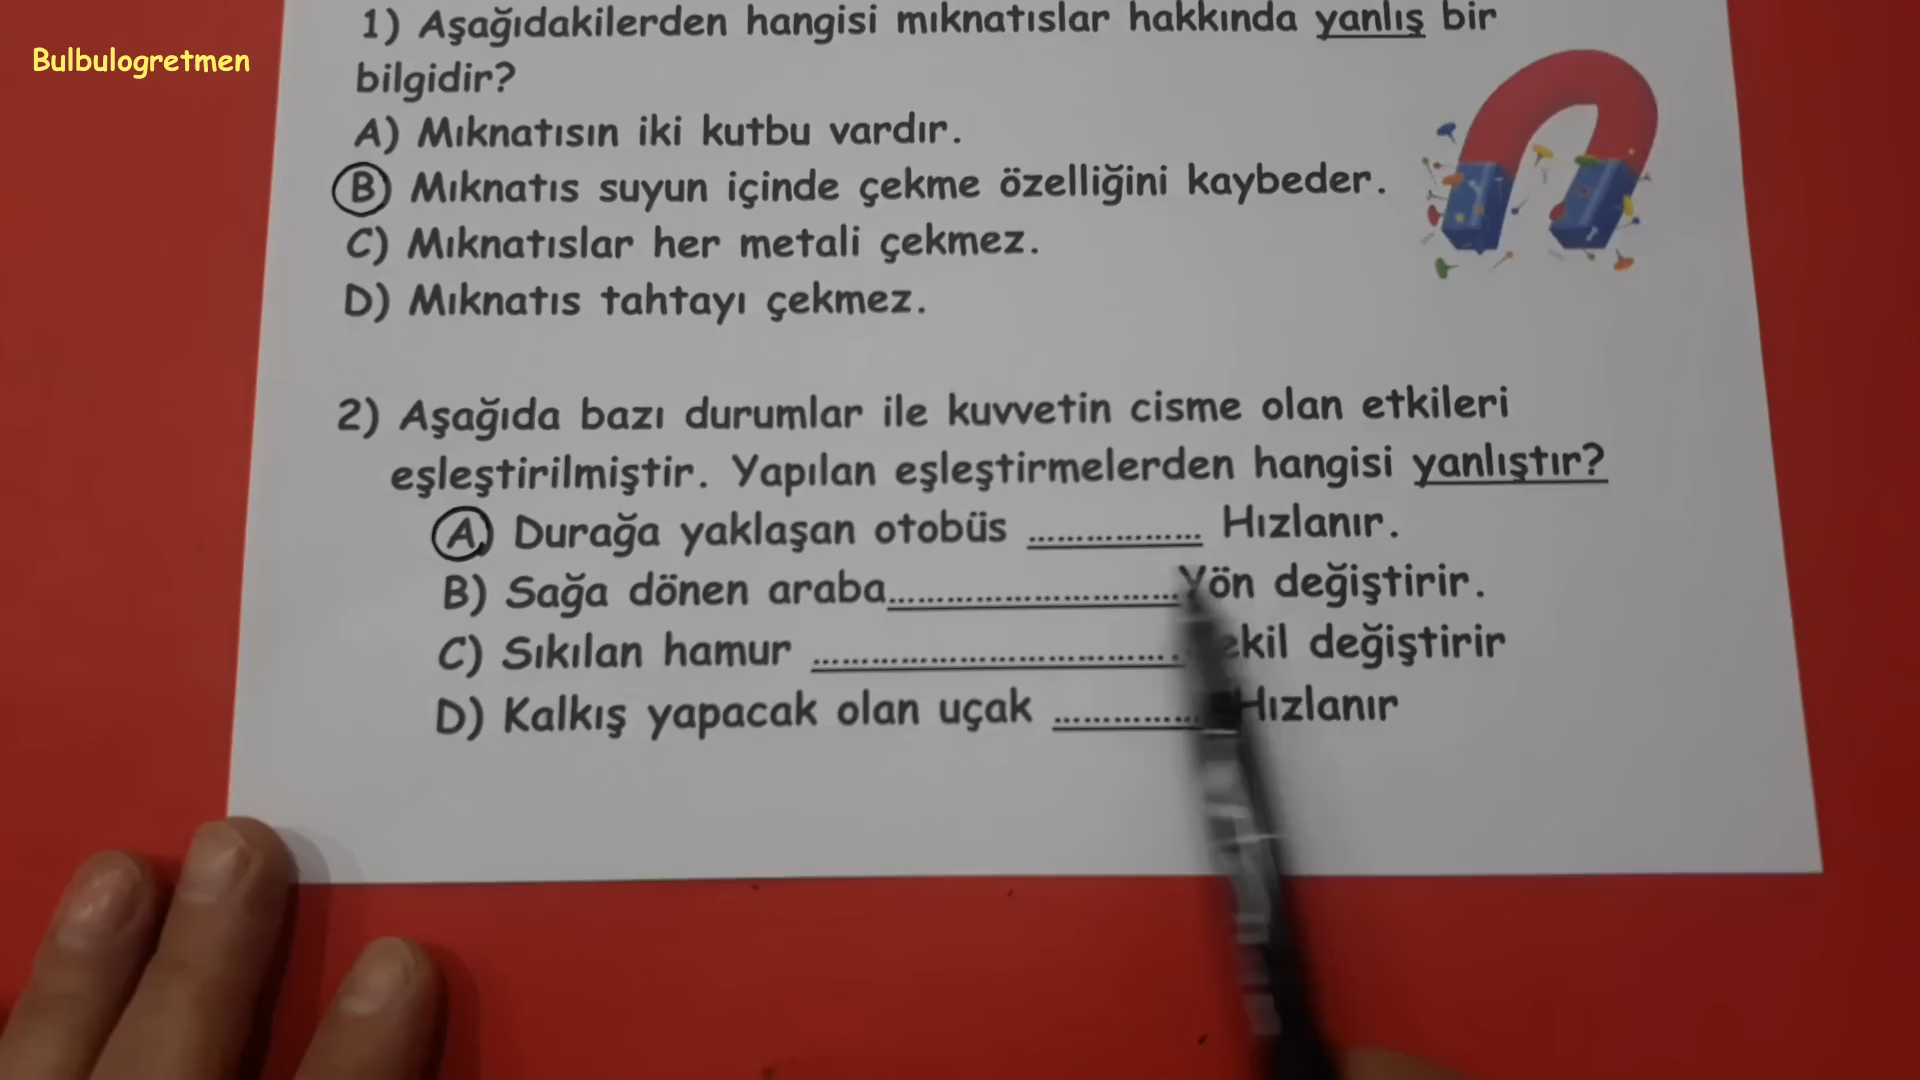 Bulbulogretmen
1) Aşağıdakilerden hangisi mıknatıslar hakkında yanlış bir
bilgidir?
A) Mıknatısın iki kutbu vardır.
B) Mıknatıs suyun içinde çekme özelliğini kaybeder.
C) Mıknatıslar her metali çekmez.
D) Mıknatıs tahtayı çekmez.
2) Aşağıda bazı durumlar ile kuvvetin cisme olan etkileri
eşleştirilmiştir. Yapılan eşleştirmelerden hangisi yanlıştır?
A) Durağa yaklaşan otobüs .................. Hızlanır.
B) Sağa dönen araba..............................Yön değiştirir.
C) Sıkılan hamur ...................................... değiştirir
D) Kalkış yapacak olan uçak ............... Hızlanır